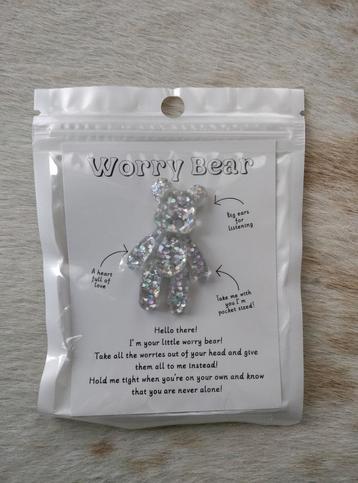 Worry Bear
Big ears
for
listening
A heart
full of
love
Take me with
you I'm
pocket sized!
Hello there!
I'm your little worry bear!
Take all the worries out of your head and give
them all to me instead!
Hold me tight when you're on your own and know
that you are never alone!